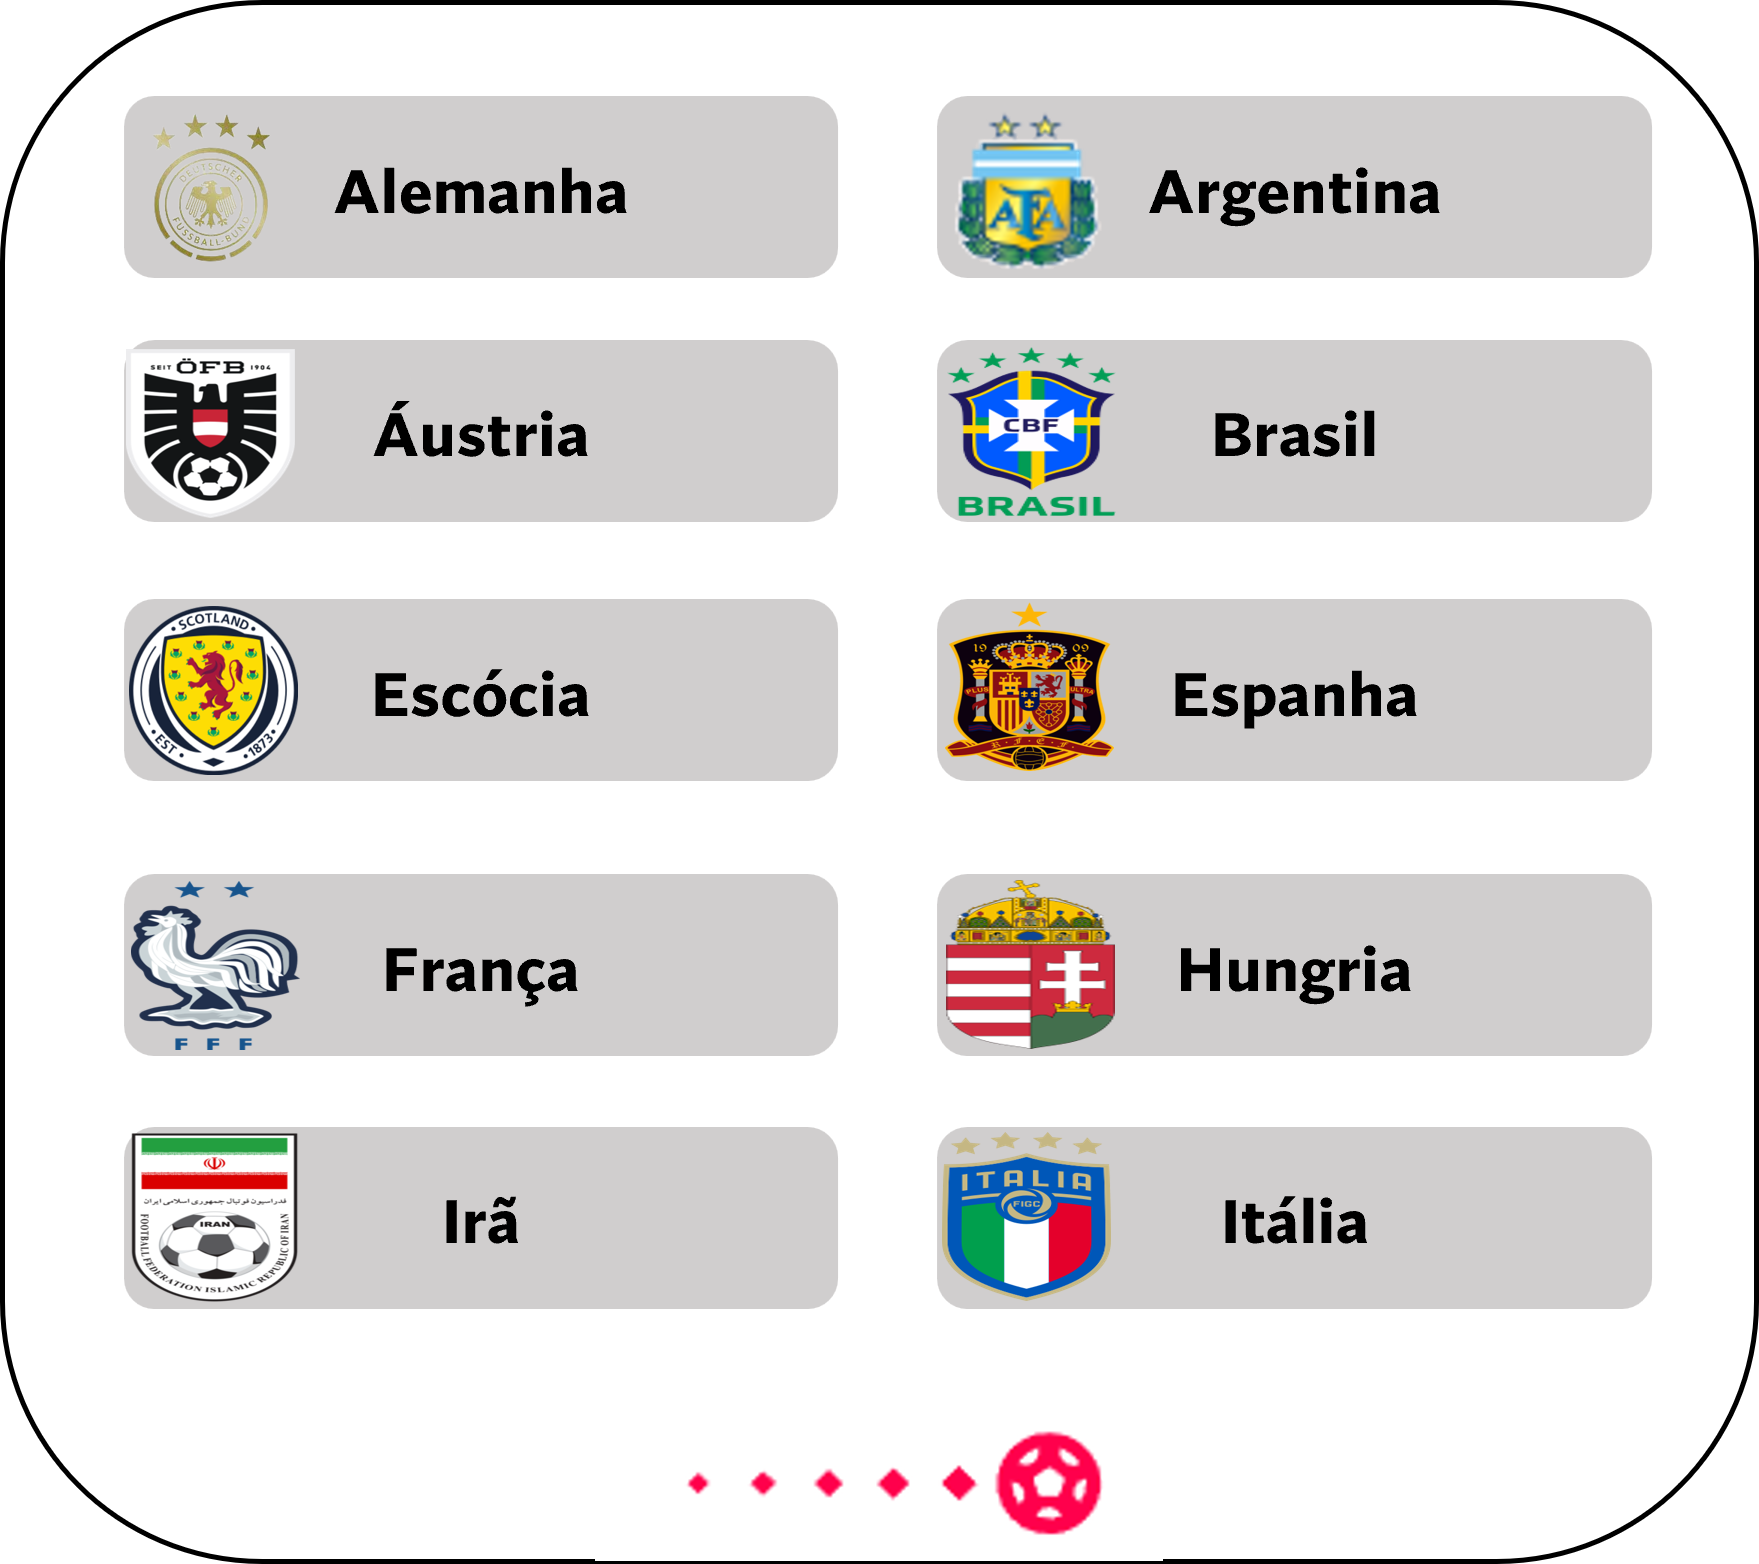 DEUTSCHER
FUSSBALL-BUND
Alemanha
AFA
Argentina
SEIT ÖFB 1904
Áustria
CBF
BRASIL
Brasil
SCOTLAND
EST. 1873
Escócia
19 09
PLUS ULTRA
R.F.E.F.
Espanha
FFF
França
Hungria
فدراسیون فوتبال جمهوری اسلامی ایران
IRAN
FOOTBALL FEDERATION ISLAMIC REPUBLIC OF IRAN
Irã
ITALIA
FIGC
Itália